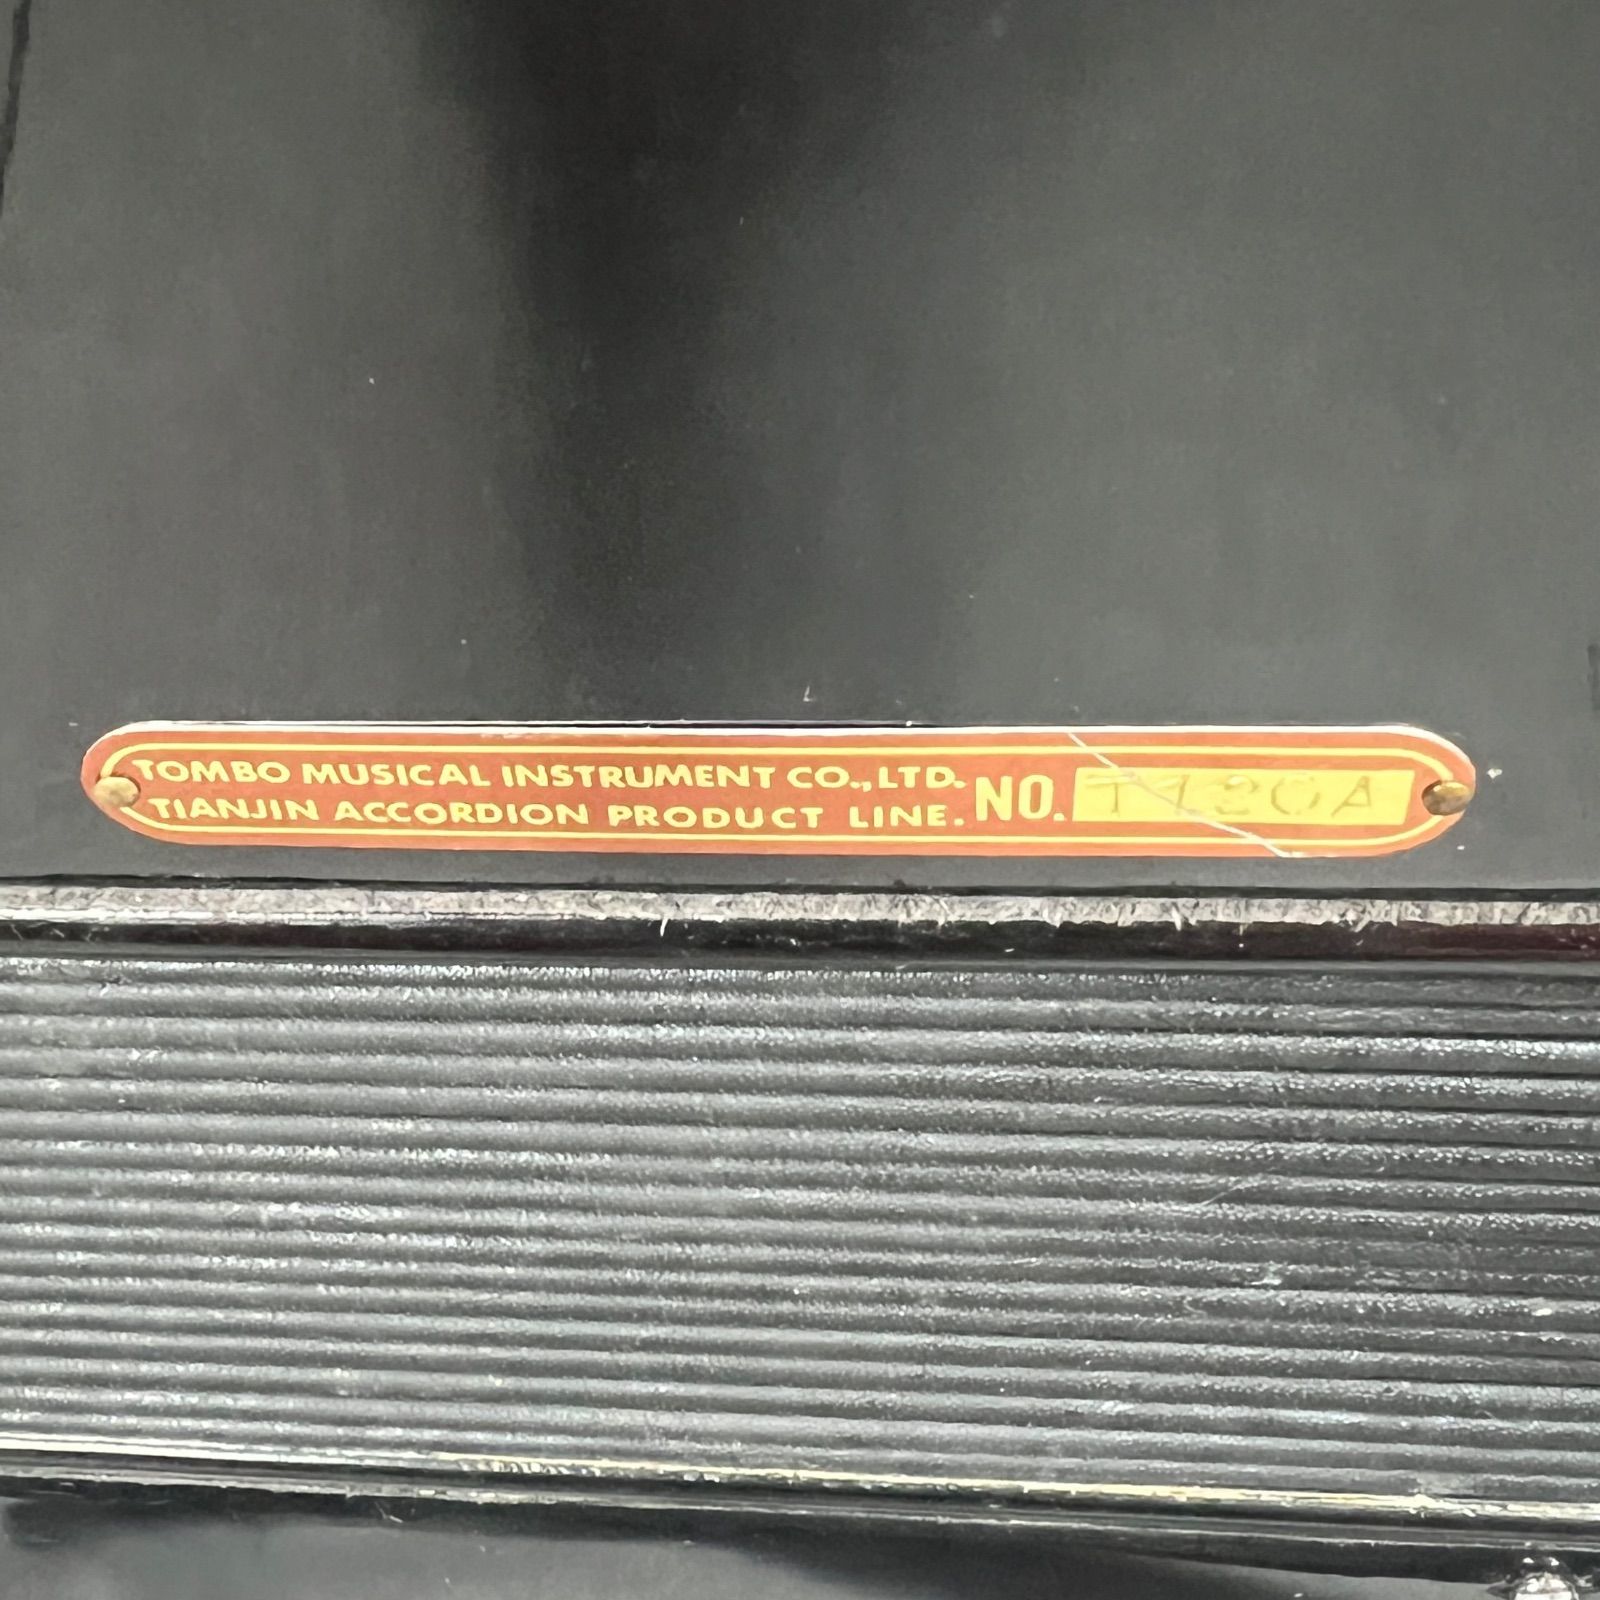 TOMBO MUSICAL INSTRUMENT CO.,LTD.
TIANJIN ACCORDION PRODUCT LINE.
NO. T120A